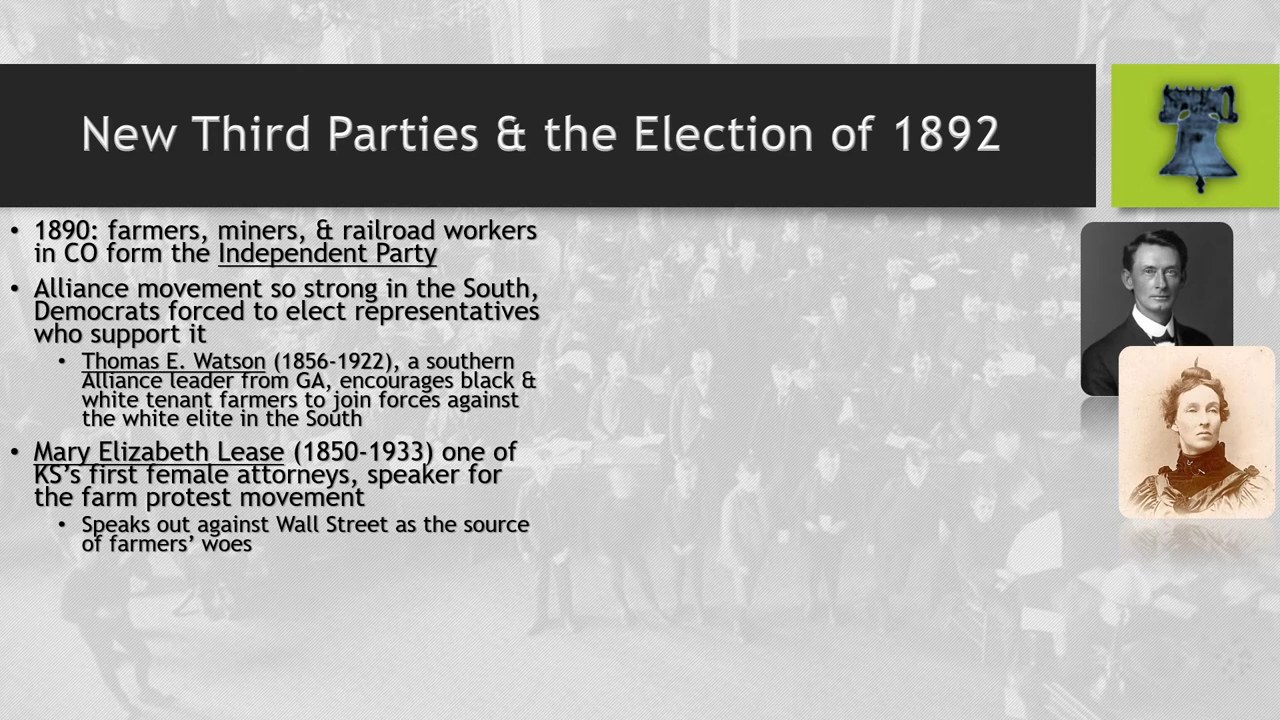 New Third Parties & the Election of 1892
• 1890: farmers, miners, & railroad workers
in CO form the Independent Party
• Alliance movement so strong in the South,
Democrats forced to elect representatives
who support it
• Thomas E. Watson (1856-1922), a southern
Alliance leader from GA, encourages black &
white tenant farmers to join forces against
the white elite in the South
• Mary Elizabeth Lease (1850-1933) one of
KS’s first female attorneys, speaker for
the farm protest movement
• Speaks out against Wall Street as the source
of farmers’ woes